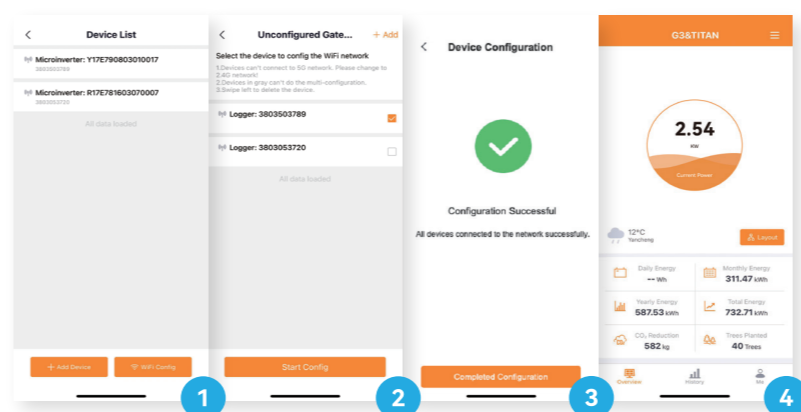 Device List
Microinverter: Y17E790803010017
3803503789
Microinverter: R17E781603070007
3803053720
All data loaded
+ Add Device
WiFi Config
1
Unconfigured Gate...
+ Add
Select the device to config the WiFi network
1.Devices can't connect to 5G network. Please change to
2.4G network!
2.Devices in gray can't do the multi-configuration.
3.Swipe left to delete the device.
Logger: 3803503789
Logger: 3803053720
All data loaded
Start Config
2
Device Configuration
Configuration Successful
All devices connected to the network successfully.
Completed Configuration
3
G3&TITAN
2.54
KW
Current Power
12°C
Yancheng
Layout
Daily Energy
-- Wh
Monthly Energy
311.47 kWh
Yearly Energy
587.53 kWh
Total Energy
732.71 kWh
CO₂ Reduction
582 kg
Trees Planted
40 Trees
Overview
History
Me
4